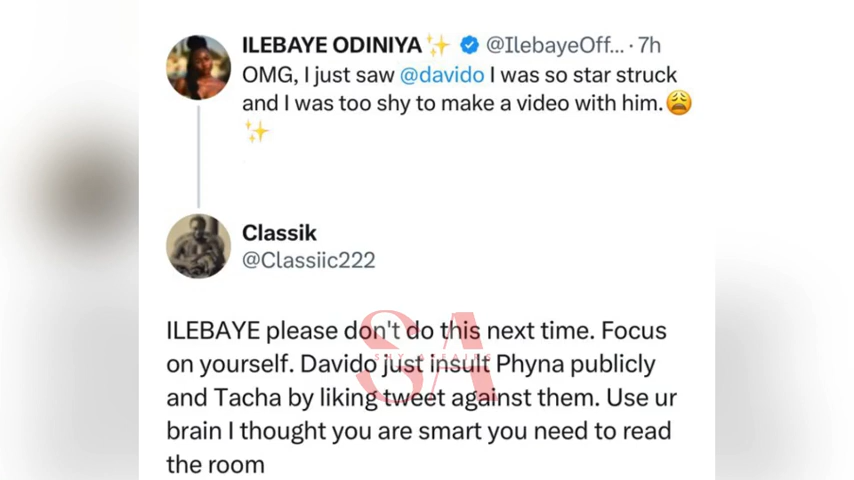 ILEBAYE ODINIYA✨ @IlebayeOff... · 7h
OMG, I just saw @davido I was so star struck
and I was too shy to make a video with him.😩
✨
Classik
@Classiic222
ILEBAYE please don't do this next time. Focus
on yourself. Davido just insult Phyna publicly
and Tacha by liking tweet against them. Use ur
brain I thought you are smart you need to read
the room
SA